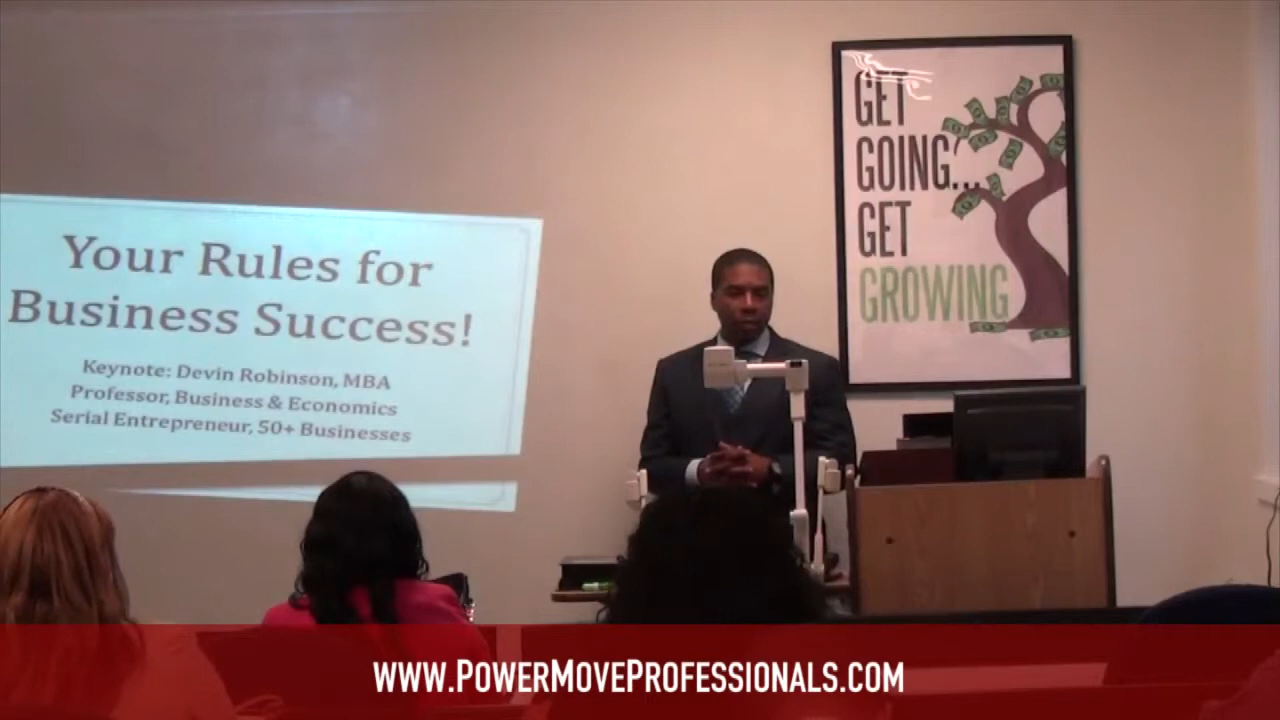 Your Rules for
Business Success!
Keynote: Devin Robinson, MBA
Professor, Business & Economics
Serial Entrepreneur, 50+ Businesses
GET
GOING...
GET
GROWING
WWW.POWERMOVEPROFESSIONALS.COM